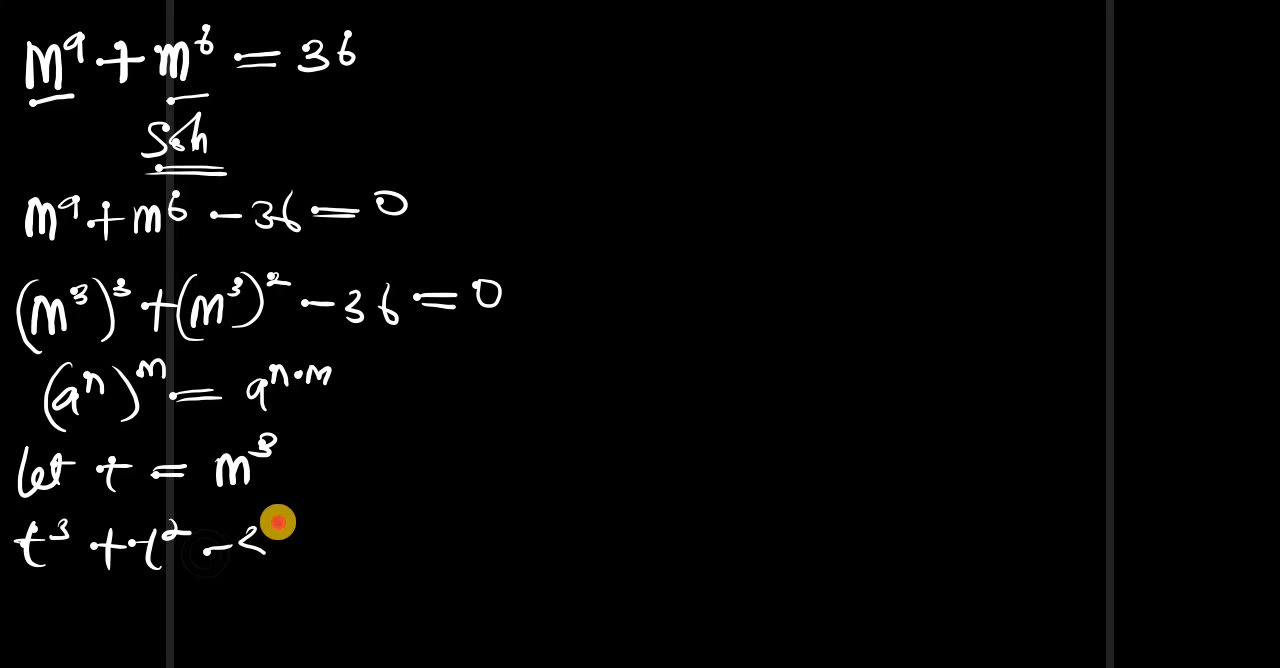 m⁹ + m⁶ = 36
Soln
m⁹ + m⁶ - 36 = 0
(m³)³ + (m³)² - 36 = 0
(aⁿ)ᵐ = aⁿ·ᵐ
let t = m³
t³ + t² -